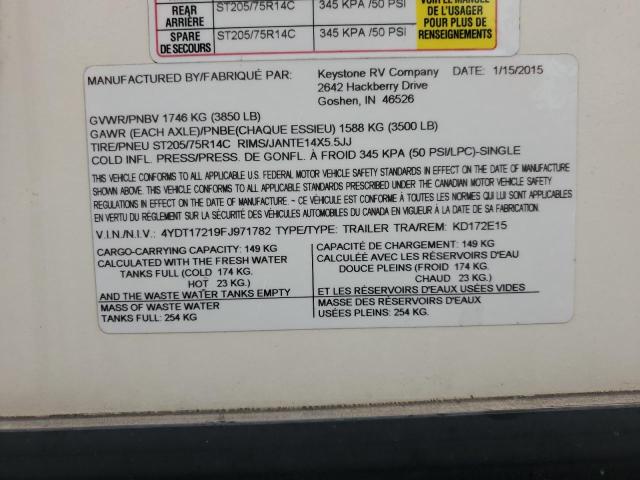 REAR
ARRIÈRE
ST205/75R14C
345 KPA /50 PSI
SPARE
DE SECOURS
ST205/75R14C
345 KPA/50 PSI
VOIR LE MANUEL
DE L'USAGER
POUR PLUS DE
RENSEIGNEMENTS
MANUFACTURED BY/FABRIQUÉ PAR:
Keystone RV Company
DATE: 1/15/2015
2642 Hackberry Drive
Goshen, IN 46526
GVWR/PNBV 1746 KG (3850 LB)
GAWR (EACH AXLE)/PNBE(CHAQUE ESSIEU) 1588 KG (3500 LB)
TIRE/PNEU ST205/75R14C RIMS/JANTE14X5.5JJ
COLD INFL. PRESS/PRESS. DE GONFL. À FROID 345 KPA (50 PSI/LPC)-SINGLE
THIS VEHICLE CONFORMS TO ALL APPLICABLE U.S. FEDERAL MOTOR VEHICLE SAFETY STANDARDS IN EFFECT ON THE DATE OF MANUFACTURE
SHOWN ABOVE. THIS VEHICLE CONFORMS TO ALL APPLICABLE STANDARDS PRESCRIBED UNDER THE CANADIAN MOTOR VEHICLE SAFETY
REGULATIONS IN EFFECT ON THE DATE OF MANUFACTURE - CE VÉHICULE EST CONFORME À TOUTES LES NORMES QUI LUI SONT APPLICABLES
EN VERTU DU RÉGLEMENT SUR LA SÉCURITÉ DES VÉHICULES AUTOMOBILES DU CANADA EN VIGUEUR À LA DATE DE SA FABRICATION.
V.I.N./N.I.V.: 4YDT17219FJ971782 TYPE/TYPE: TRAILER TRA/REM: KD172E15
CARGO-CARRYING CAPACITY: 149 KG
CALCULATED WITH THE FRESH WATER
TANKS FULL (COLD 174 KG.
HOT 23 KG.)
AND THE WASTE WATER TANKS EMPTY
MASS OF WASTE WATER
TANKS FULL: 254 KG
CAPACITÉ DE CHARGEMENT: 149 KG
CALCULÉE AVEC LES RÉSERVOIRS D'EAU
DOUCE PLEINS (FROID 174 KG.
CHAUD 23 KG.)
ET LES RÉSERVOIRS D'EAUX USÉES VIDES
MASSE DES RÉSERVOIRS D'EAUX
USÉES PLEINS: 254 KG.